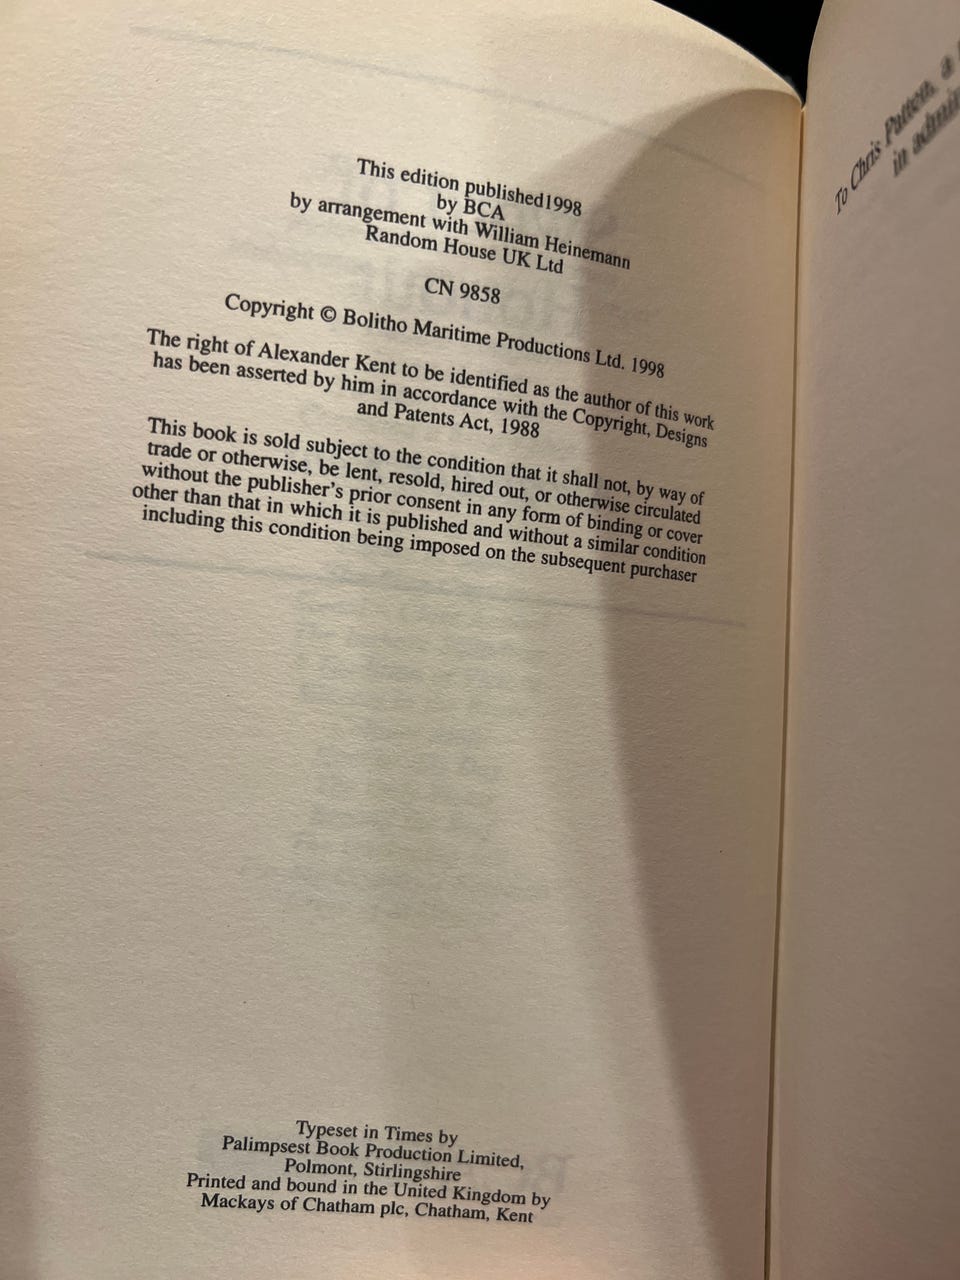 This edition published1998
by BCA
by arrangement with William Heinemann
Random House UK Ltd
CN 9858
Copyright © Bolitho Maritime Productions Ltd. 1998
The right of Alexander Kent to be identified as the author of this work
has been asserted by him in accordance with the Copyright, Designs
and Patents Act, 1988
This book is sold subject to the condition that it shall not, by way of
trade or otherwise, be lent, resold, hired out, or otherwise circulated
without the publisher's prior consent in any form of binding or cover
other than that in which it is published and without a similar condition
including this condition being imposed on the subsequent purchaser
Typeset in Times by
Palimpsest Book Production Limited,
Polmont, Stirlingshire
Printed and bound in the United Kingdom by
Mackays of Chatham plc, Chatham, Kent
To Chris Patten, a
in